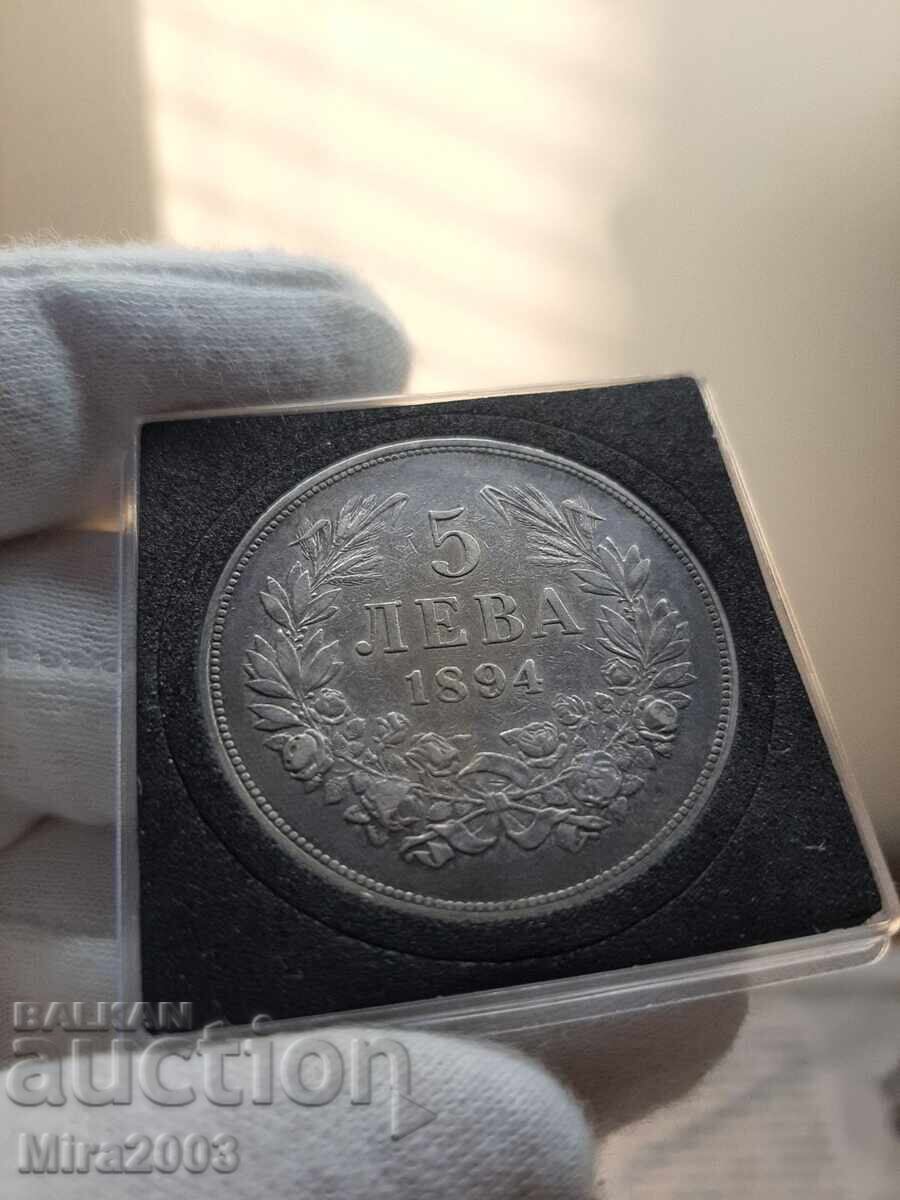 5
ЛЕВА
1894
BALKAN
auction
Mira2003